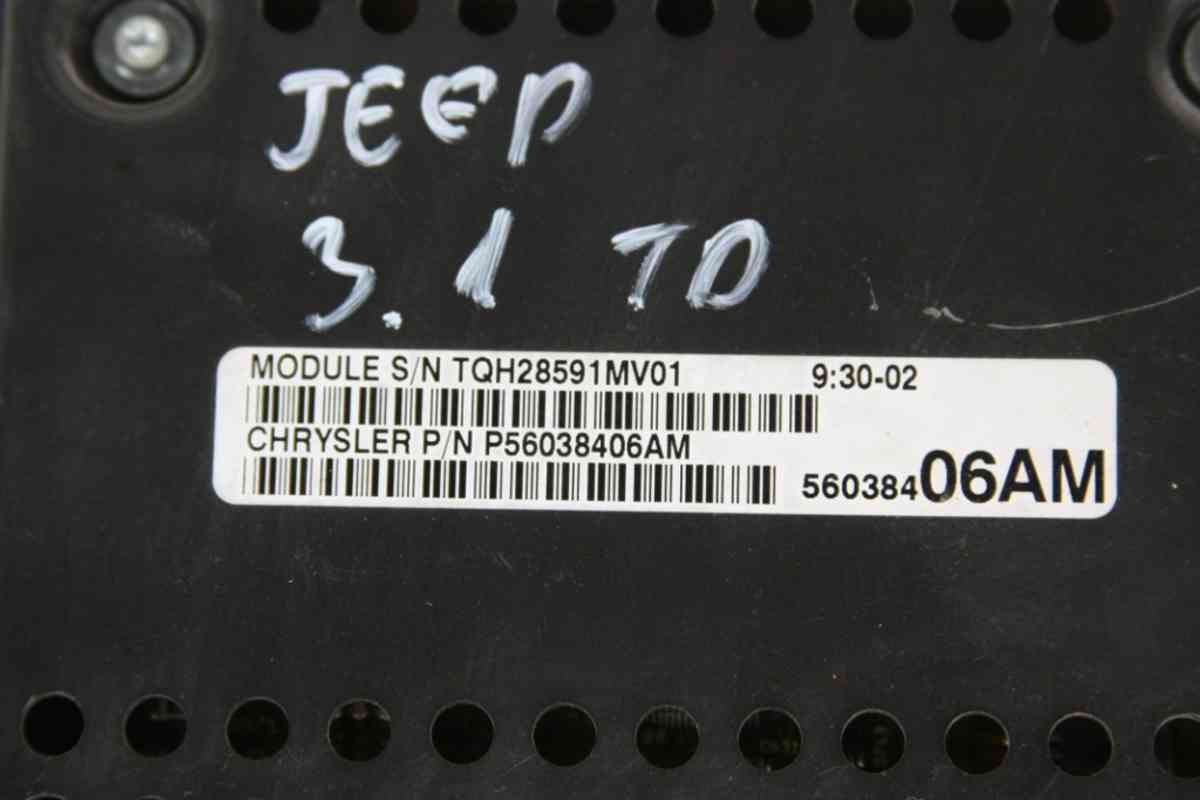 JEEP
3.1 TD
MODULE S/N TQH28591MV01 9:30-02
CHRYSLER P/N P56038406AM
56038406AM